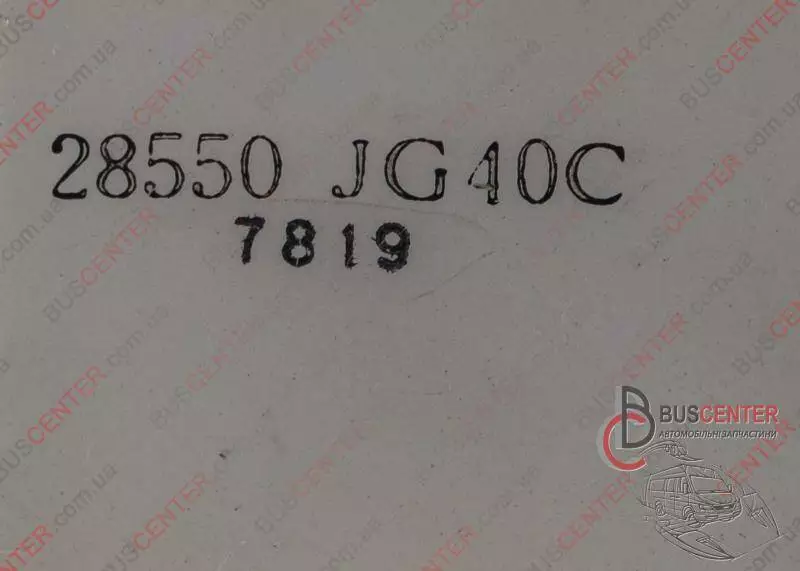 28550 JG40C
7819
BUSCENTER
АВТОМОБІЛЬНІ ЗАПЧАСТИНИ